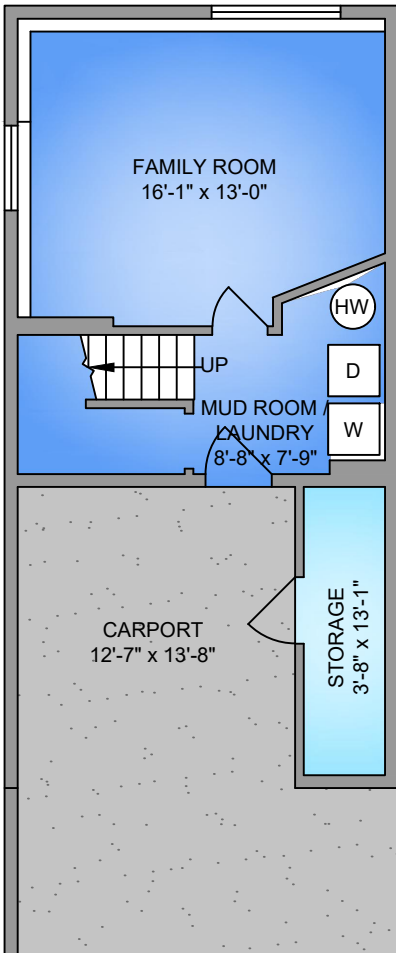 FAMILY ROOM
16'-1" x 13'-0"
HW
UP
D
MUD ROOM /
LAUNDRY
8'-8" x 7'-9"
W
CARPORT
12'-7" x 13'-8"
STORAGE
3'-8" x 13'-1"